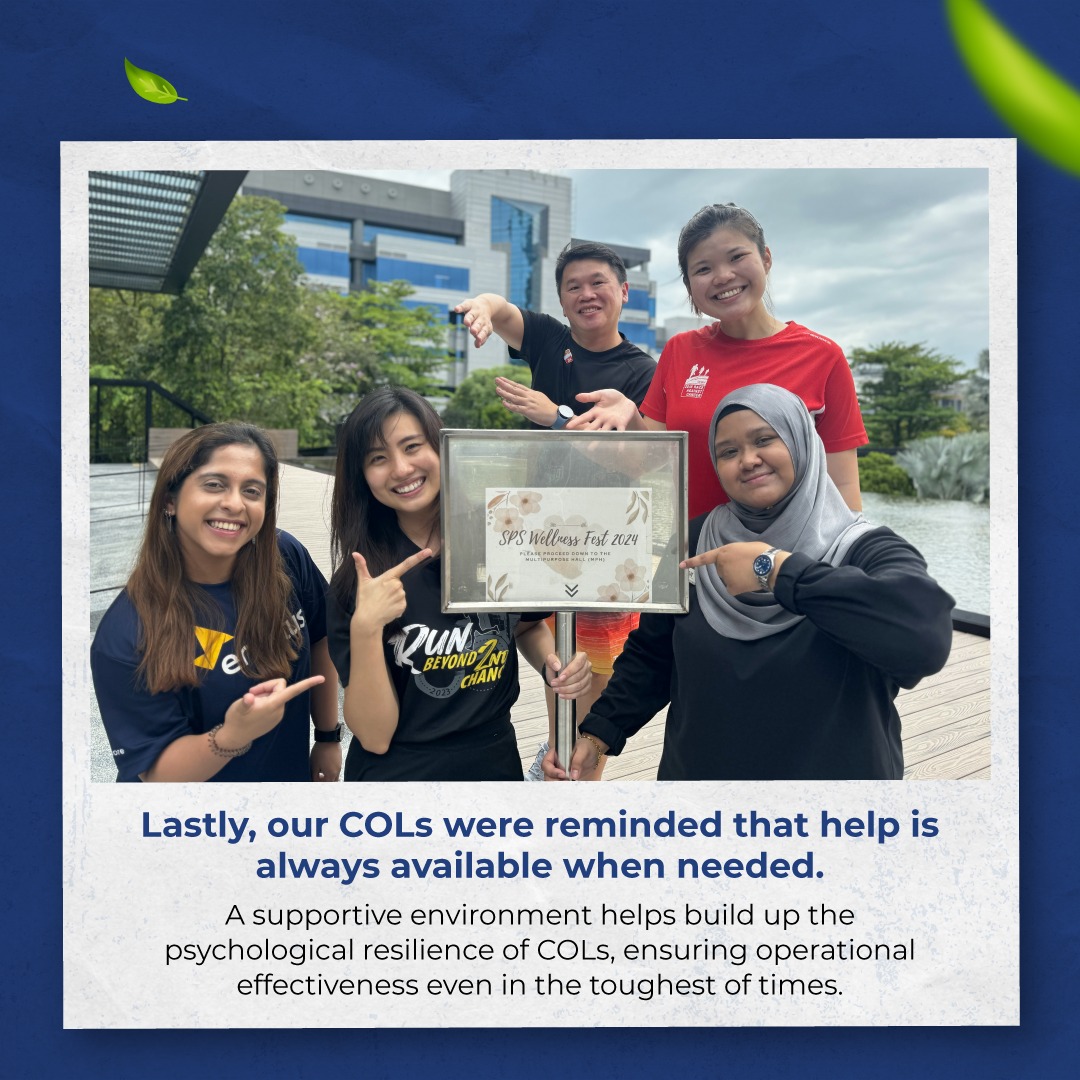 SPS Wellness Fest 2024
PLEASE PROCEED DOWN TO THE
MULTIPURPOSE HALL (MPH)
RUN
BEYOND 2ND
CHANC
2023
Lastly, our COLs were reminded that help is
always available when needed.
A supportive environment helps build up the
psychological resilience of COLs, ensuring operational
effectiveness even in the toughest of times.